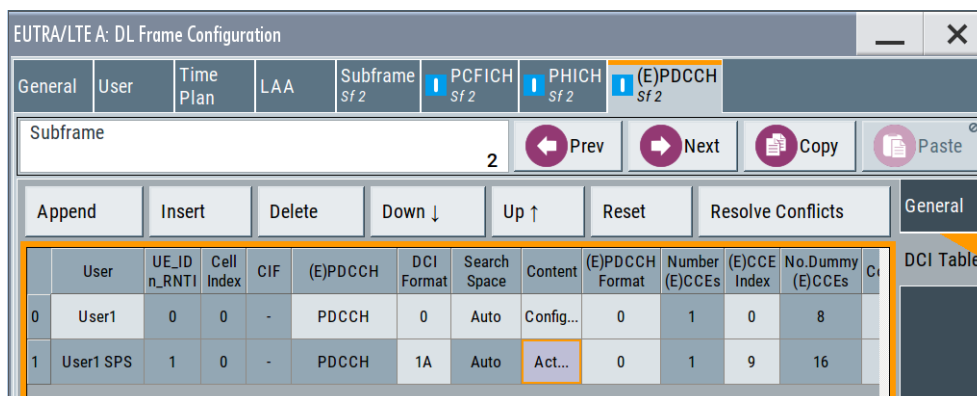 EUTRA/LTE A: DL Frame Configuration
General User Time Plan LAA Subframe Sf 2 PCFICH Sf 2 PHICH Sf 2 (E)PDCCH Sf 2
Subframe 2 Prev Next Copy Paste
Append Insert Delete Down ↓ Up ↑ Reset Resolve Conflicts General
DCI Table
User UE_ID n_RNTI Cell Index CIF (E)PDCCH DCI Format Search Space Content (E)PDCCH Format Number (E)CCEs (E)CCE Index No.Dummy (E)CCEs
0 User1 0 0 - PDCCH 0 Auto Config... 0 1 0 8
1 User1 SPS 1 0 - PDCCH 1A Auto Act... 0 1 9 16